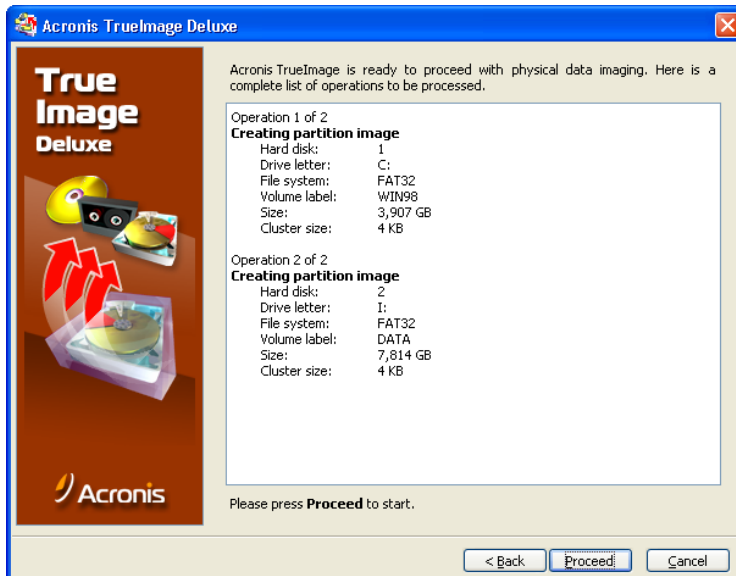 Acronis TrueImage Deluxe
True
Image
Deluxe
Acronis
Acronis TrueImage is ready to proceed with physical data imaging. Here is a
complete list of operations to be processed.
Operation 1 of 2
Creating partition image
Hard disk: 1
Drive letter: C:
File system: FAT32
Volume label: WIN98
Size: 3,907 GB
Cluster size: 4 KB
Operation 2 of 2
Creating partition image
Hard disk: 2
Drive letter: I:
File system: FAT32
Volume label: DATA
Size: 7,814 GB
Cluster size: 4 KB
Please press Proceed to start.
< Back Proceed Cancel